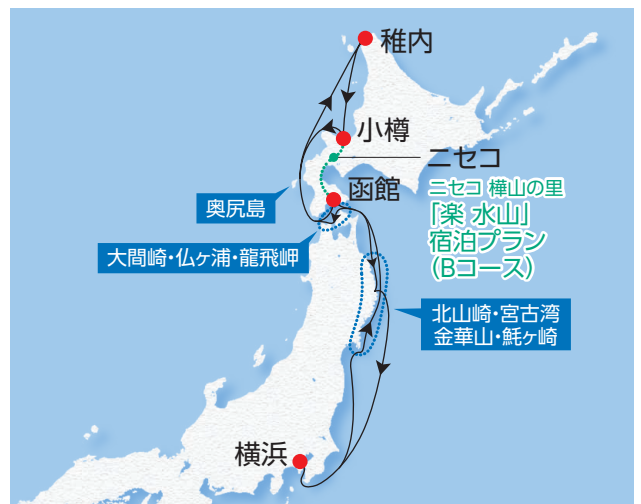 稚内
小樽
ニセコ
ニセコ 樺山の里
「楽 水山」
宿泊プラン
(Bコース)
函館
奥尻島
大間崎・仏ヶ浦・龍飛岬
北山崎・宮古湾
金華山・魹ヶ崎
横浜